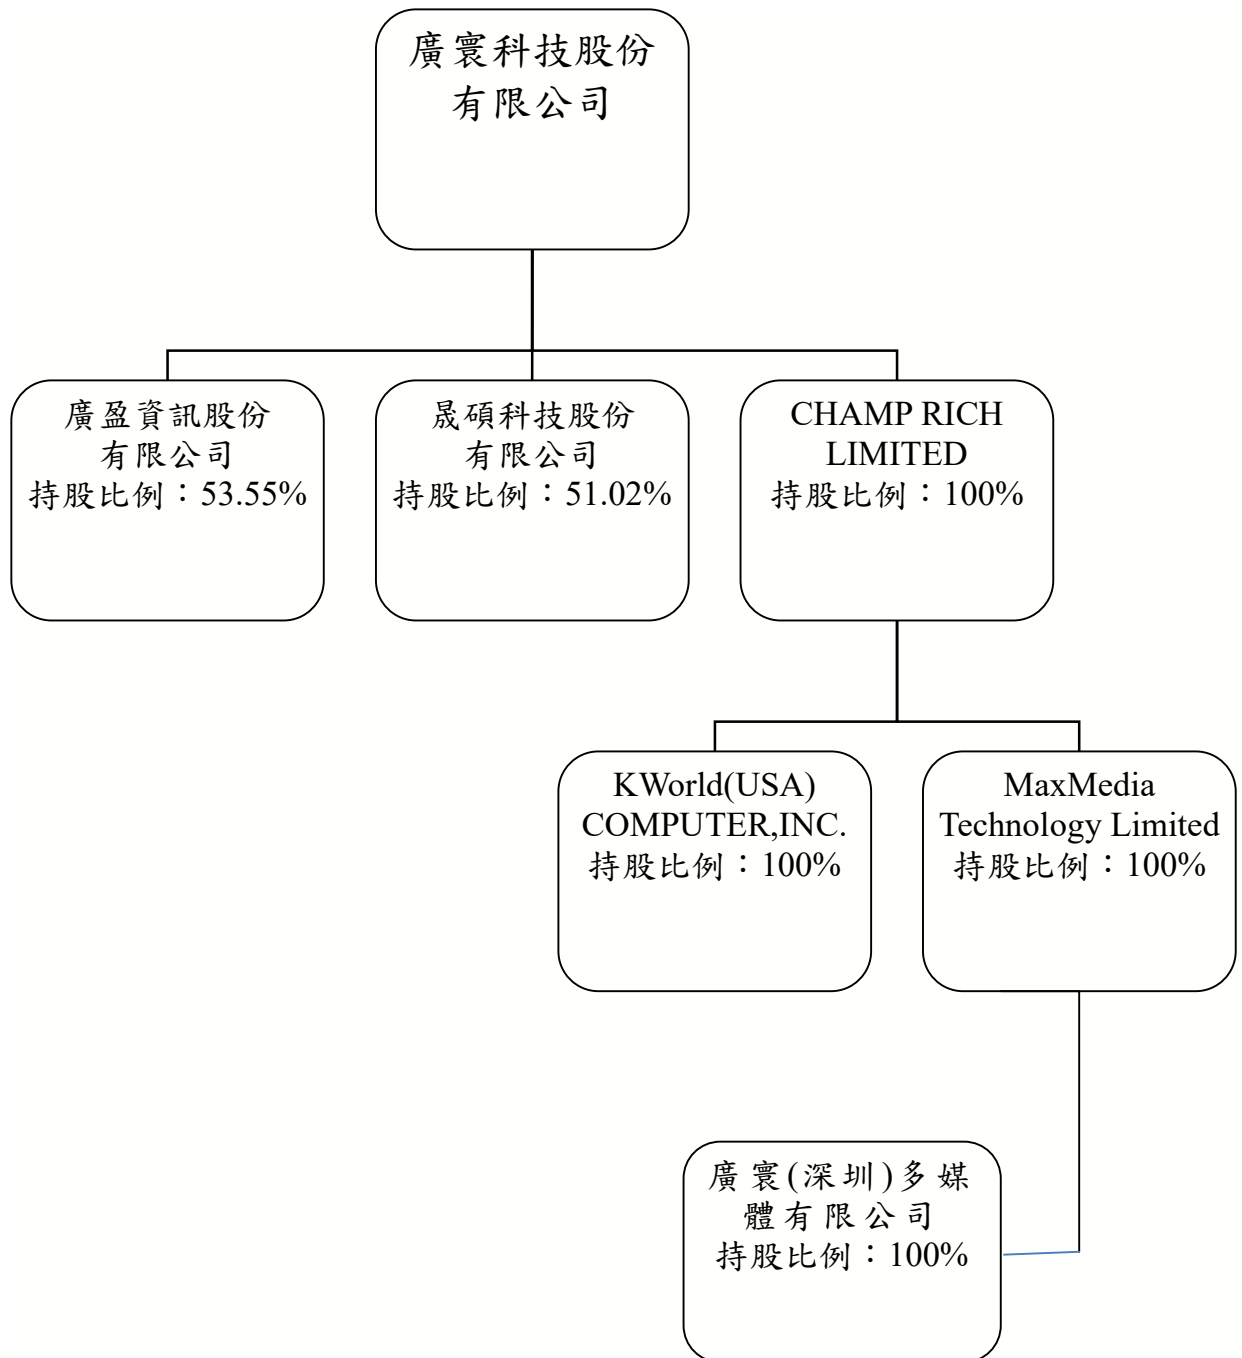 廣寰科技股份
有限公司
廣盈資訊股份
有限公司
持股比例：53.55%
晟碩科技股份
有限公司
持股比例：51.02%
CHAMP RICH
LIMITED
持股比例：100%
KWorld(USA)
COMPUTER,INC.
持股比例：100%
MaxMedia
Technology Limited
持股比例：100%
廣寰(深圳)多媒
體有限公司
持股比例：100%